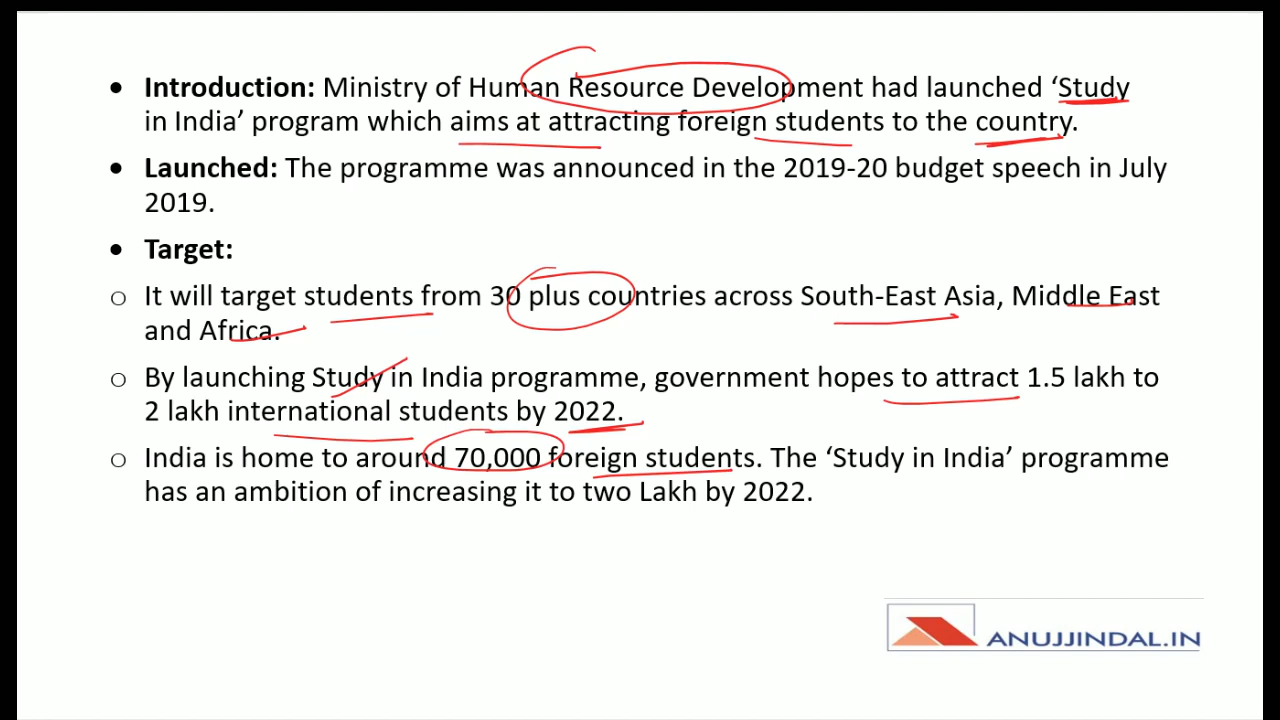 • Introduction: Ministry of Human Resource Development had launched ‘Study
in India’ program which aims at attracting foreign students to the country.
• Launched: The programme was announced in the 2019-20 budget speech in July
2019.
• Target:
o It will target students from 30 plus countries across South-East Asia, Middle East
and Africa.
o By launching Study in India programme, government hopes to attract 1.5 lakh to
2 lakh international students by 2022.
o India is home to around 70,000 foreign students. The ‘Study in India’ programme
has an ambition of increasing it to two Lakh by 2022.
ANUJJINDAL.IN